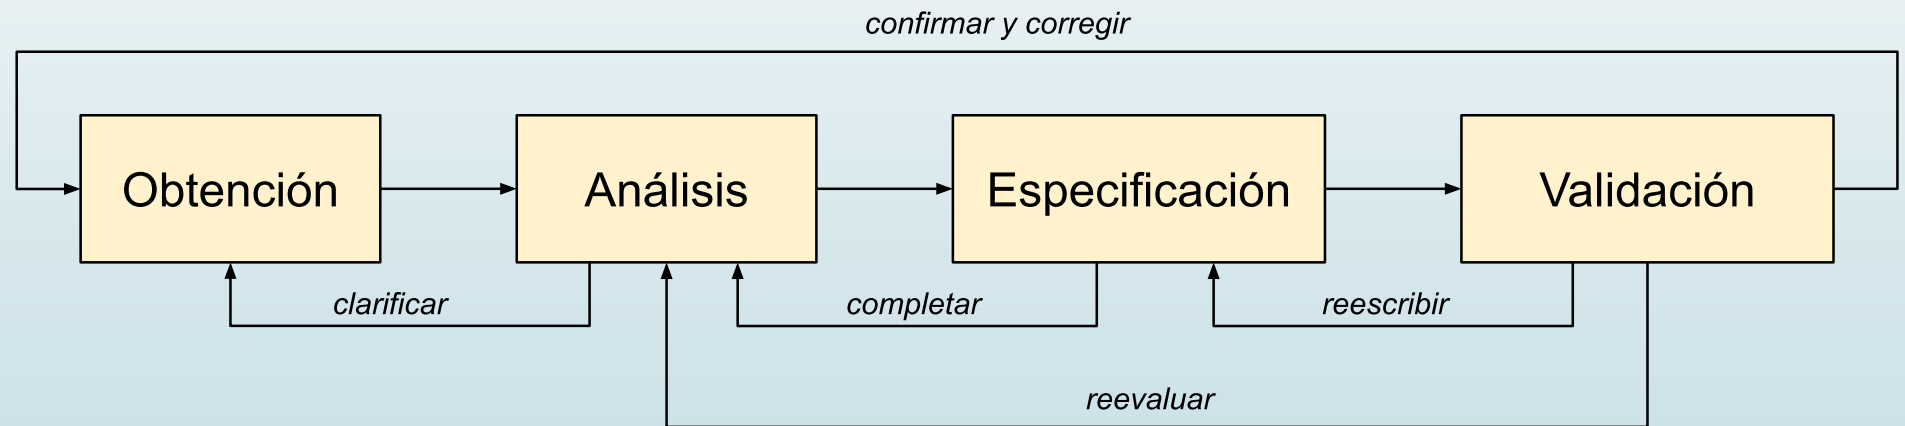 confirmar y corregir
Obtención
Análisis
Especificación
Validación
clarificar
completar
reescribir
reevaluar